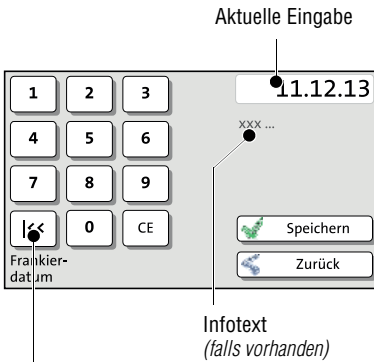 Aktuelle Eingabe
1 2 3 11.12.13
xxx ...
4 5 6
7 8 9
|<< 0 CE Speichern
Frankier-
datum
Zurück
Infotext
(falls vorhanden)